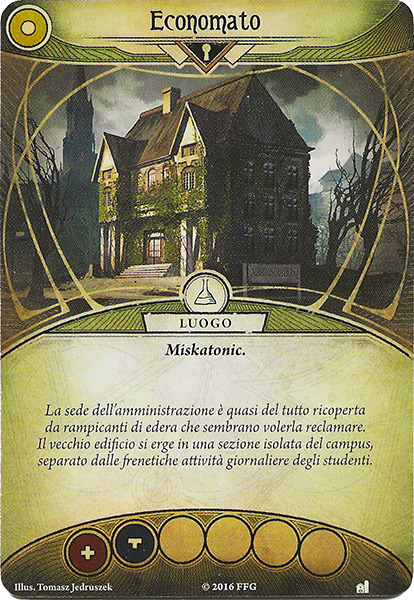 Economato
LUOGO
Miskatonic.
La sede dell'amministrazione è quasi del tutto ricoperta
da rampicanti di edera che sembrano volerla reclamare.
Il vecchio edificio si erge in una sezione isolata del campus,
separato dalle frenetiche attività giornaliere degli studenti.
Illus. Tomasz Jedruszek
© 2016 FFG